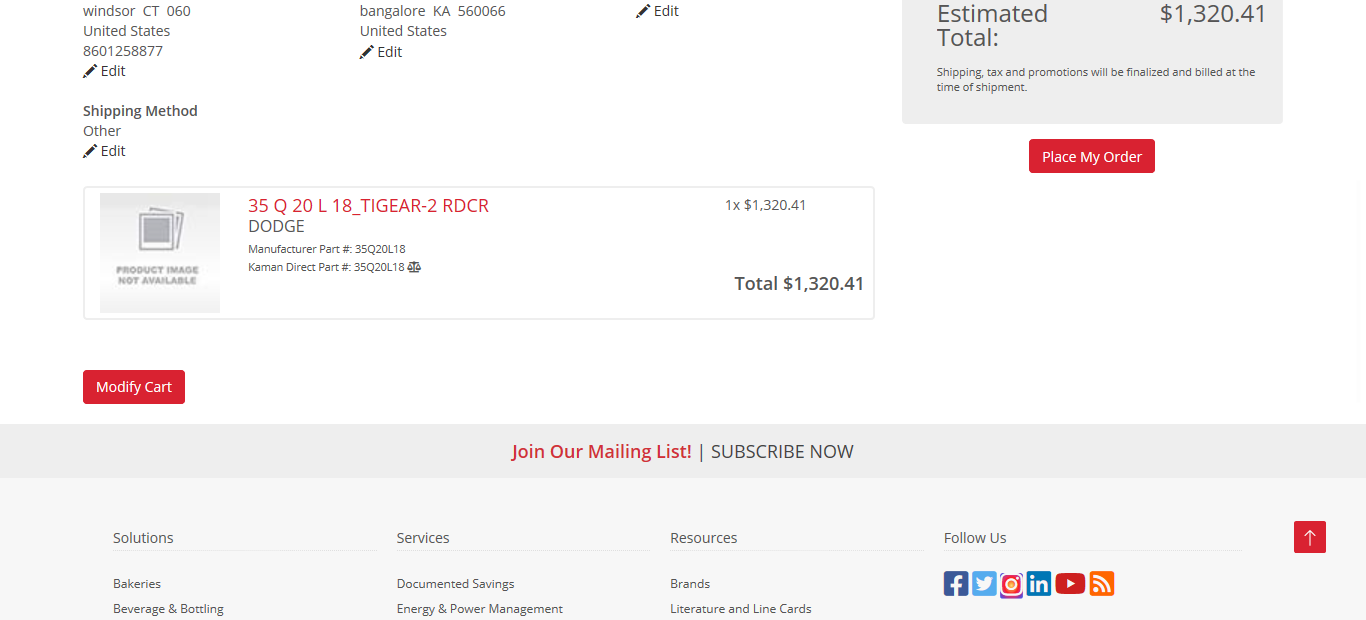 windsor CT 060
United States
8601258877
Edit
bangalore KA 560066
United States
Edit
Edit
Shipping Method
Other
Edit
Estimated Total:
$1,320.41
Shipping, tax and promotions will be finalized and billed at the
time of shipment.
Place My Order
PRODUCT IMAGE
NOT AVAILABLE
35 Q 20 L 18_TIGEAR-2 RDCR
DODGE
Manufacturer Part #: 35Q20L18
Kaman Direct Part #: 35Q20L18
1x $1,320.41
Total $1,320.41
Modify Cart
Join Our Mailing List! | SUBSCRIBE NOW
Solutions
Bakeries
Beverage & Bottling
Services
Documented Savings
Energy & Power Management
Resources
Brands
Literature and Line Cards
Follow Us